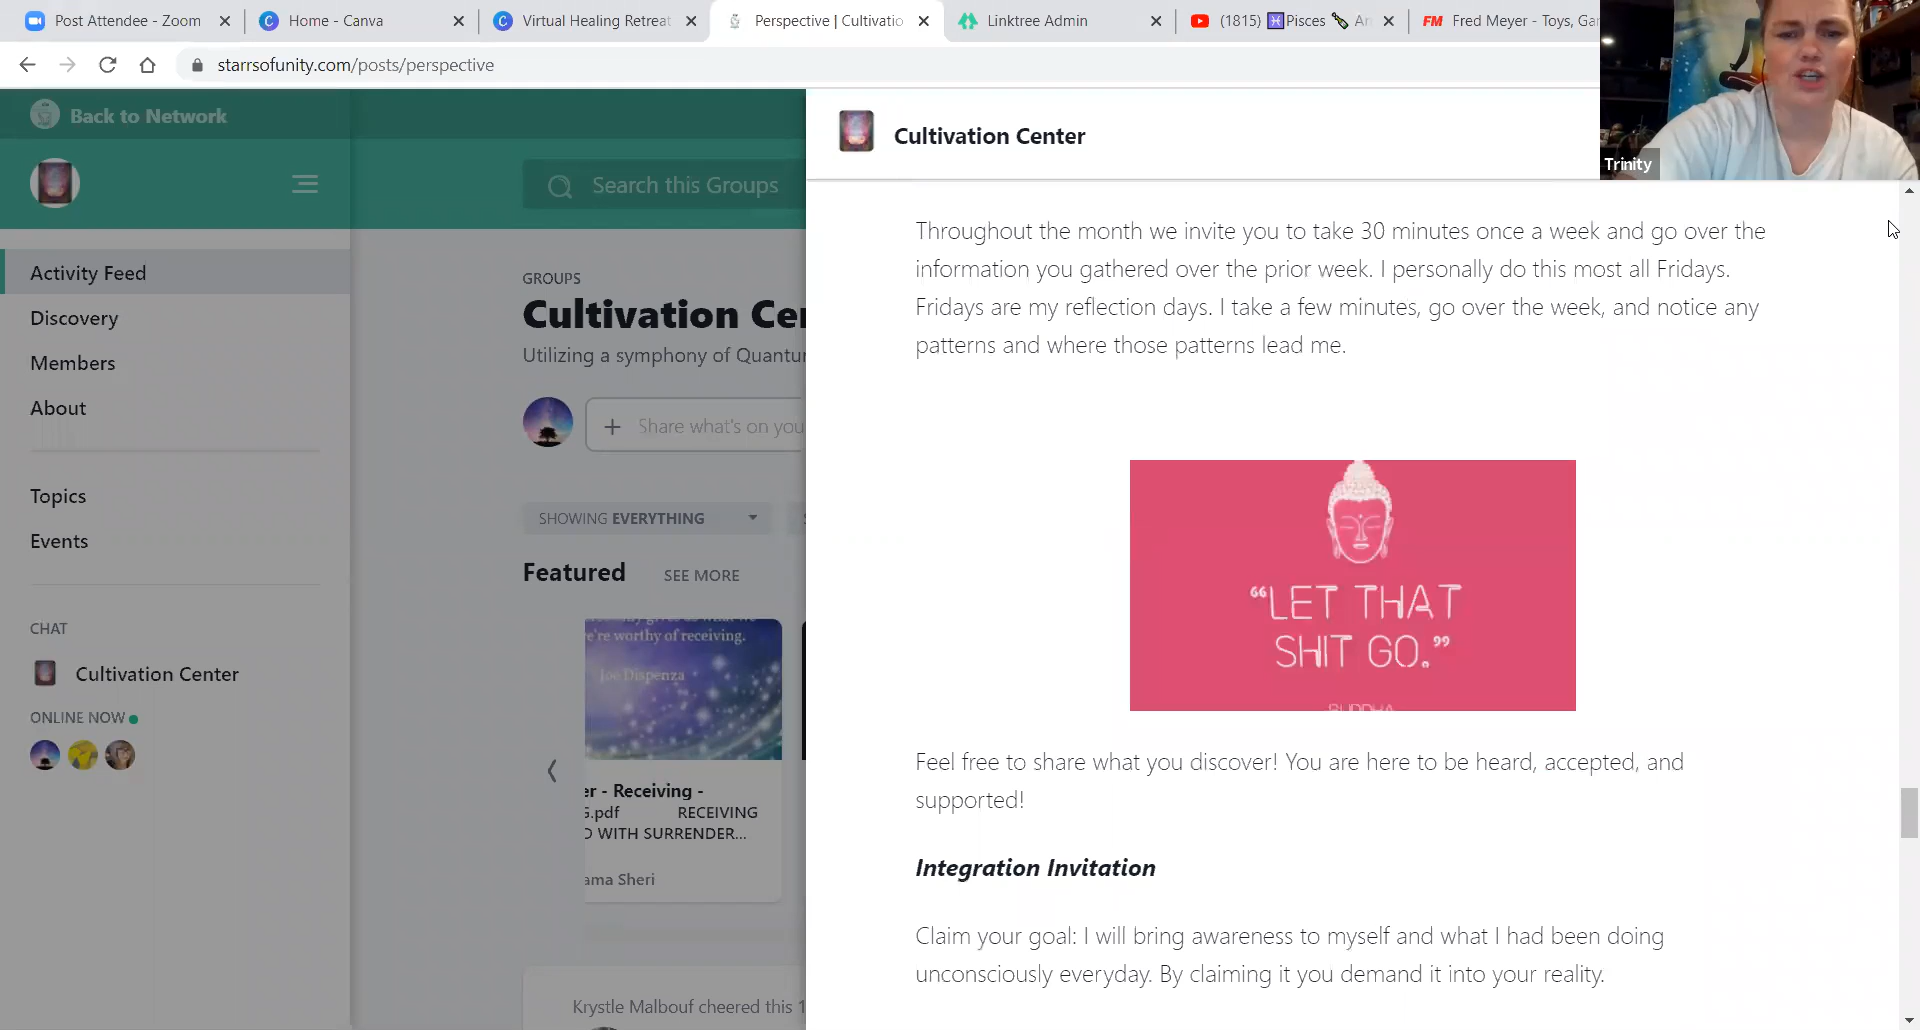 Post Attendee - Zoom
Home - Canva
Virtual Healing Retreat
Perspective | Cultivatio
Linktree Admin
(1815) Pisces
Fred Meyer - Toys, Gar
starrsofunity.com/posts/perspective
Trinity
Back to Network
Search this Groups
Activity Feed
Discovery
Members
About
Topics
Events
CHAT
Cultivation Center
ONLINE NOW
GROUPS
Cultivation Cer
Utilizing a symphony of Quantu
Share what's on you
SHOWING EVERYTHING
Featured
SEE MORE
e're worthy of receiving.
Joe Dispenza
er - Receiving -
G.pdf RECEIVING
D WITH SURRENDER...
ama Sheri
Krystle Malbouf cheered this 1
Cultivation Center
Throughout the month we invite you to take 30 minutes once a week and go over the
information you gathered over the prior week. I personally do this most all Fridays.
Fridays are my reflection days. I take a few minutes, go over the week, and notice any
patterns and where those patterns lead me.
“LET THAT
SHIT GO.”
BUDDHA
Feel free to share what you discover! You are here to be heard, accepted, and
supported!
Integration Invitation
Claim your goal: I will bring awareness to myself and what I had been doing
unconsciously everyday. By claiming it you demand it into your reality.